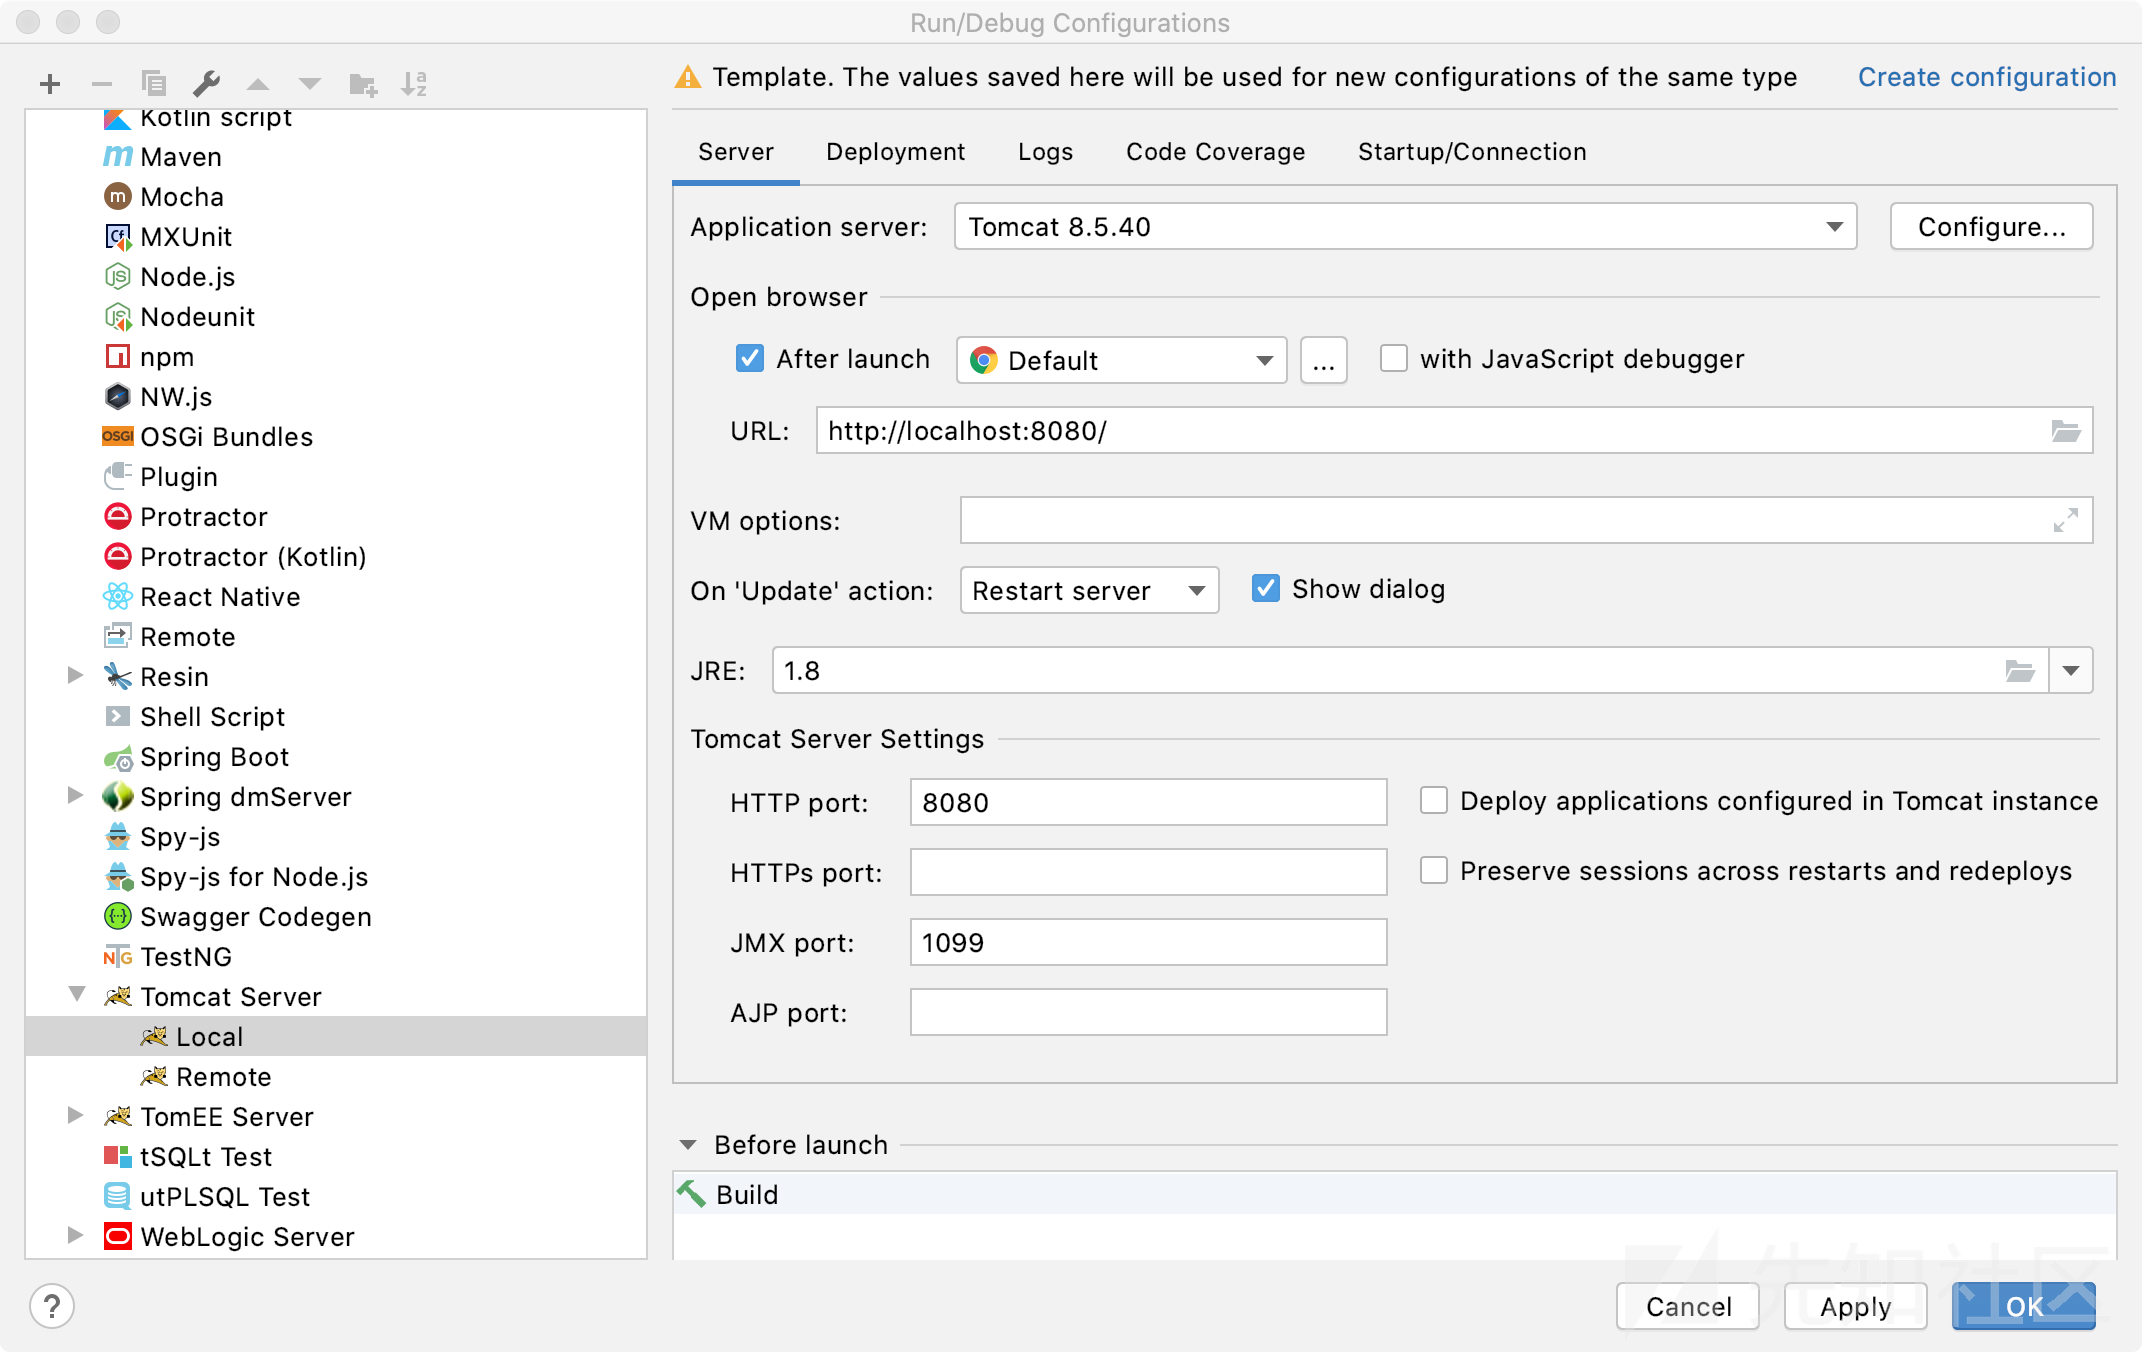 Run/Debug Configurations
Template. The values saved here will be used for new configurations of the same type
Create configuration
Kotlin script
Maven
Mocha
MXUnit
Node.js
Nodeunit
npm
NW.js
OSGi Bundles
Plugin
Protractor
Protractor (Kotlin)
React Native
Remote
Resin
Shell Script
Spring Boot
Spring dmServer
Spy-js
Spy-js for Node.js
Swagger Codegen
TestNG
Tomcat Server
Local
Remote
TomEE Server
tSQLt Test
utPLSQL Test
WebLogic Server
Server Deployment Logs Code Coverage Startup/Connection
Application server: Tomcat 8.5.40 Configure...
Open browser
After launch Default ... with JavaScript debugger
URL: http://localhost:8080/
VM options:
On 'Update' action: Restart server Show dialog
JRE: 1.8
Tomcat Server Settings
HTTP port: 8080 Deploy applications configured in Tomcat instance
HTTPs port: Preserve sessions across restarts and redeploys
JMX port: 1099
AJP port:
Before launch
Build
先知社区
? Cancel Apply OK